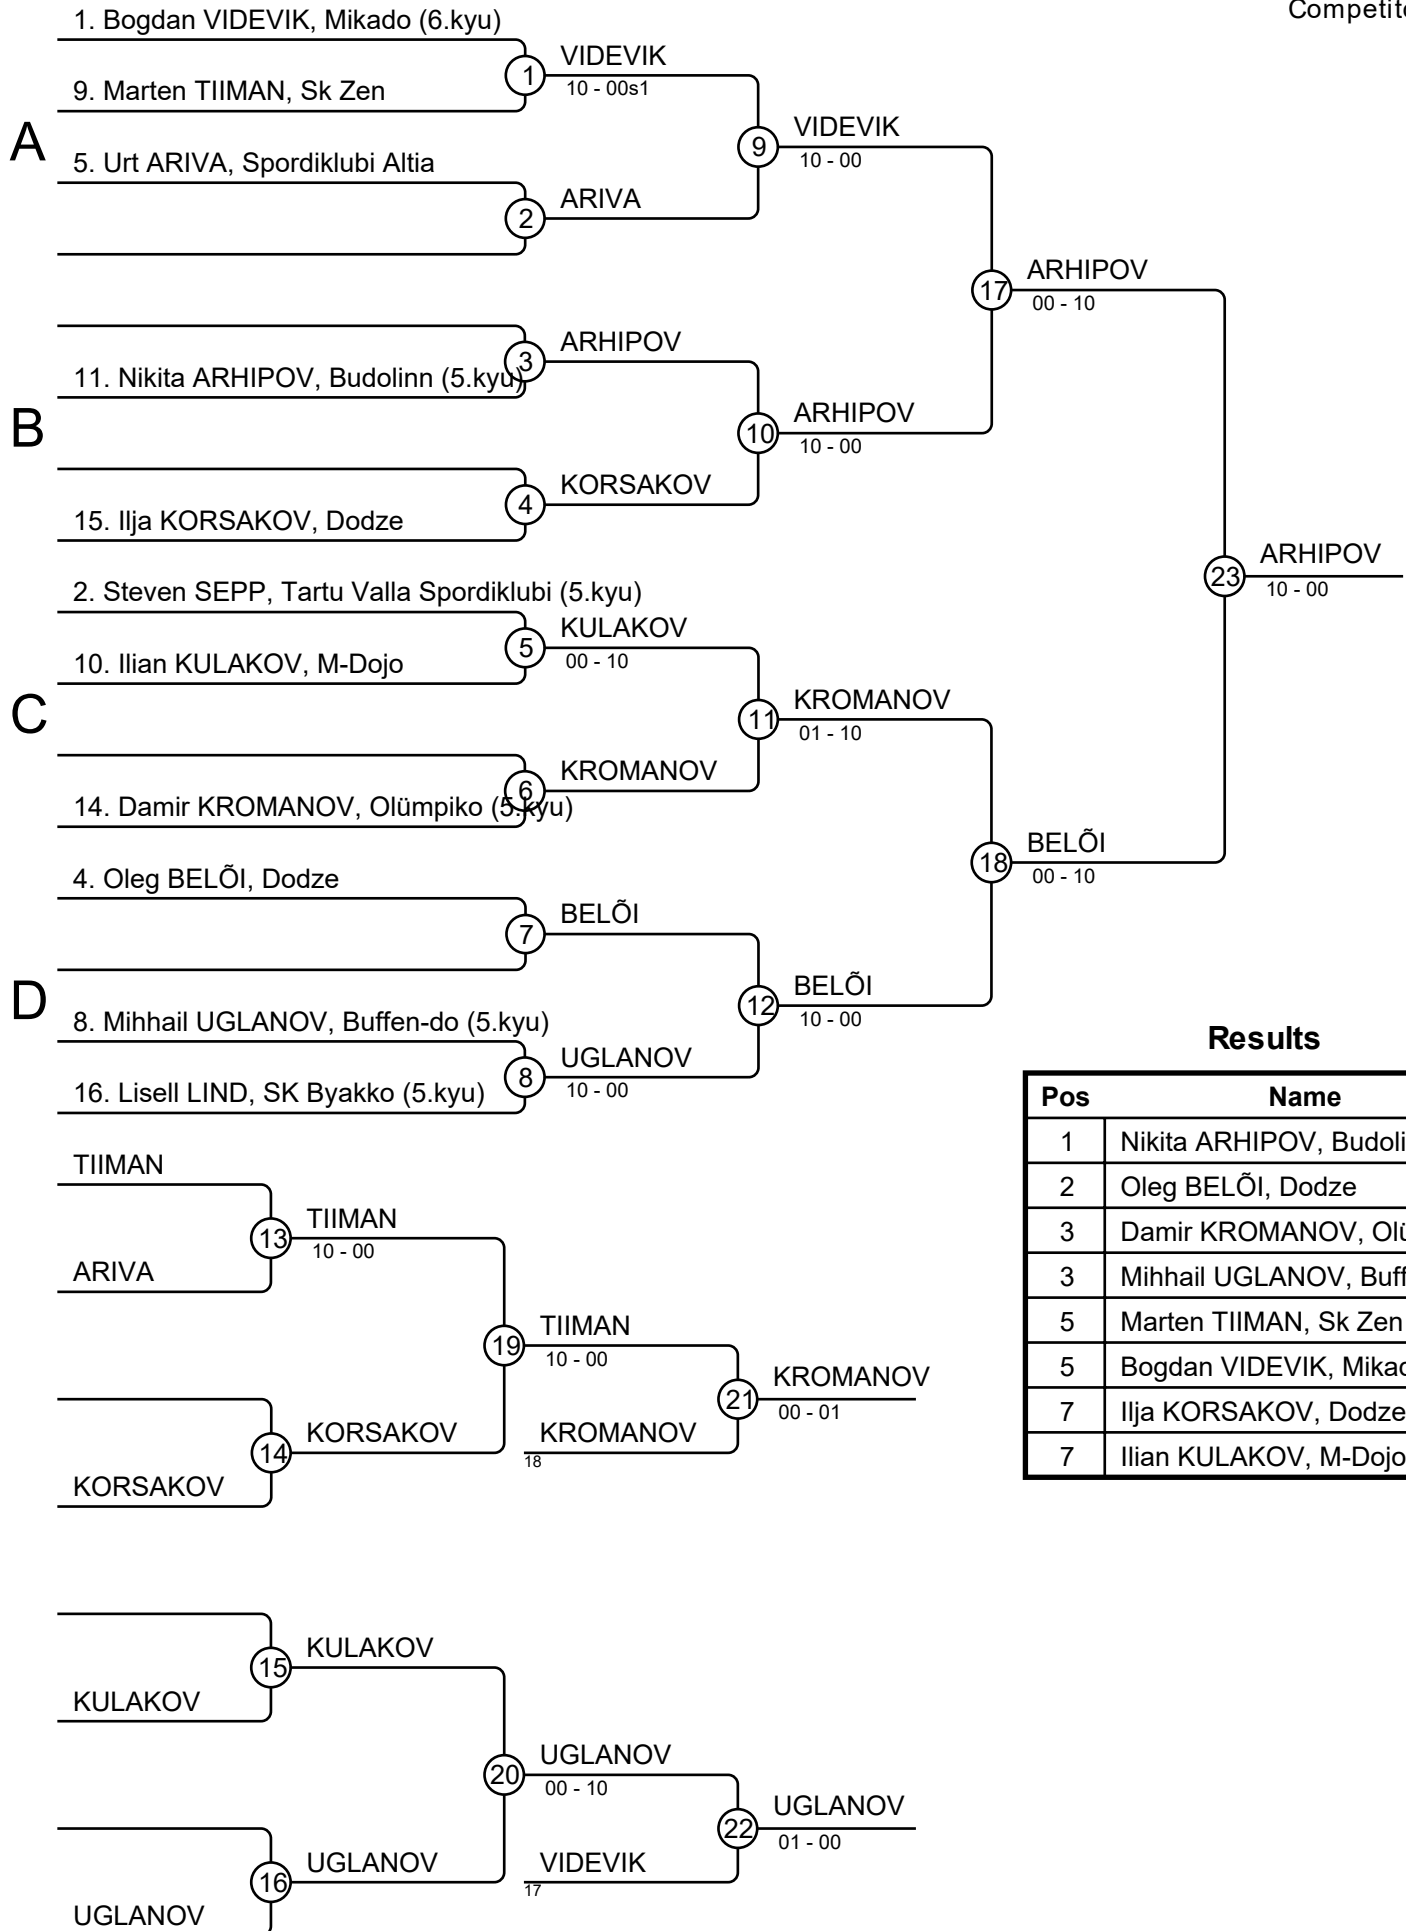 Competit
1. Bogdan VIDEVIK, Mikado (6.kyu)
1
VIDEVIK
10 - 00s1
9. Marten TIIMAN, Sk Zen
A
9
VIDEVIK
10 - 00
5. Urt ARIVA, Spordiklubi Altia
2
ARIVA
17
ARHIPOV
00 - 10
3
ARHIPOV
11. Nikita ARHIPOV, Budolinn (5.kyu)
B
10
ARHIPOV
10 - 00
4
KORSAKOV
15. Ilja KORSAKOV, Dodze
23
ARHIPOV
10 - 00
2. Steven SEPP, Tartu Valla Spordiklubi (5.kyu)
5
KULAKOV
00 - 10
10. Ilian KULAKOV, M-Dojo
C
11
KROMANOV
01 - 10
6
KROMANOV
14. Damir KROMANOV, Olümpiko (5.kyu)
18
BELÕI
00 - 10
4. Oleg BELÕI, Dodze
7
BELÕI
D
12
BELÕI
10 - 00
8. Mihhail UGLANOV, Buffen-do (5.kyu)
8
UGLANOV
10 - 00
16. Lisell LIND, SK Byakko (5.kyu)
Results
Pos Name
1 Nikita ARHIPOV, Budoli
2 Oleg BELÕI, Dodze
3 Damir KROMANOV, Olü
3 Mihhail UGLANOV, Buff
5 Marten TIIMAN, Sk Zen
5 Bogdan VIDEVIK, Mika
7 Ilja KORSAKOV, Dodze
7 Ilian KULAKOV, M-Dojo
TIIMAN
13
TIIMAN
10 - 00
ARIVA
19
TIIMAN
10 - 00
21
KROMANOV
00 - 01
14
KORSAKOV
KROMANOV
18
KORSAKOV
15
KULAKOV
KULAKOV
20
UGLANOV
00 - 10
22
UGLANOV
01 - 00
16
UGLANOV
VIDEVIK
17
UGLANOV